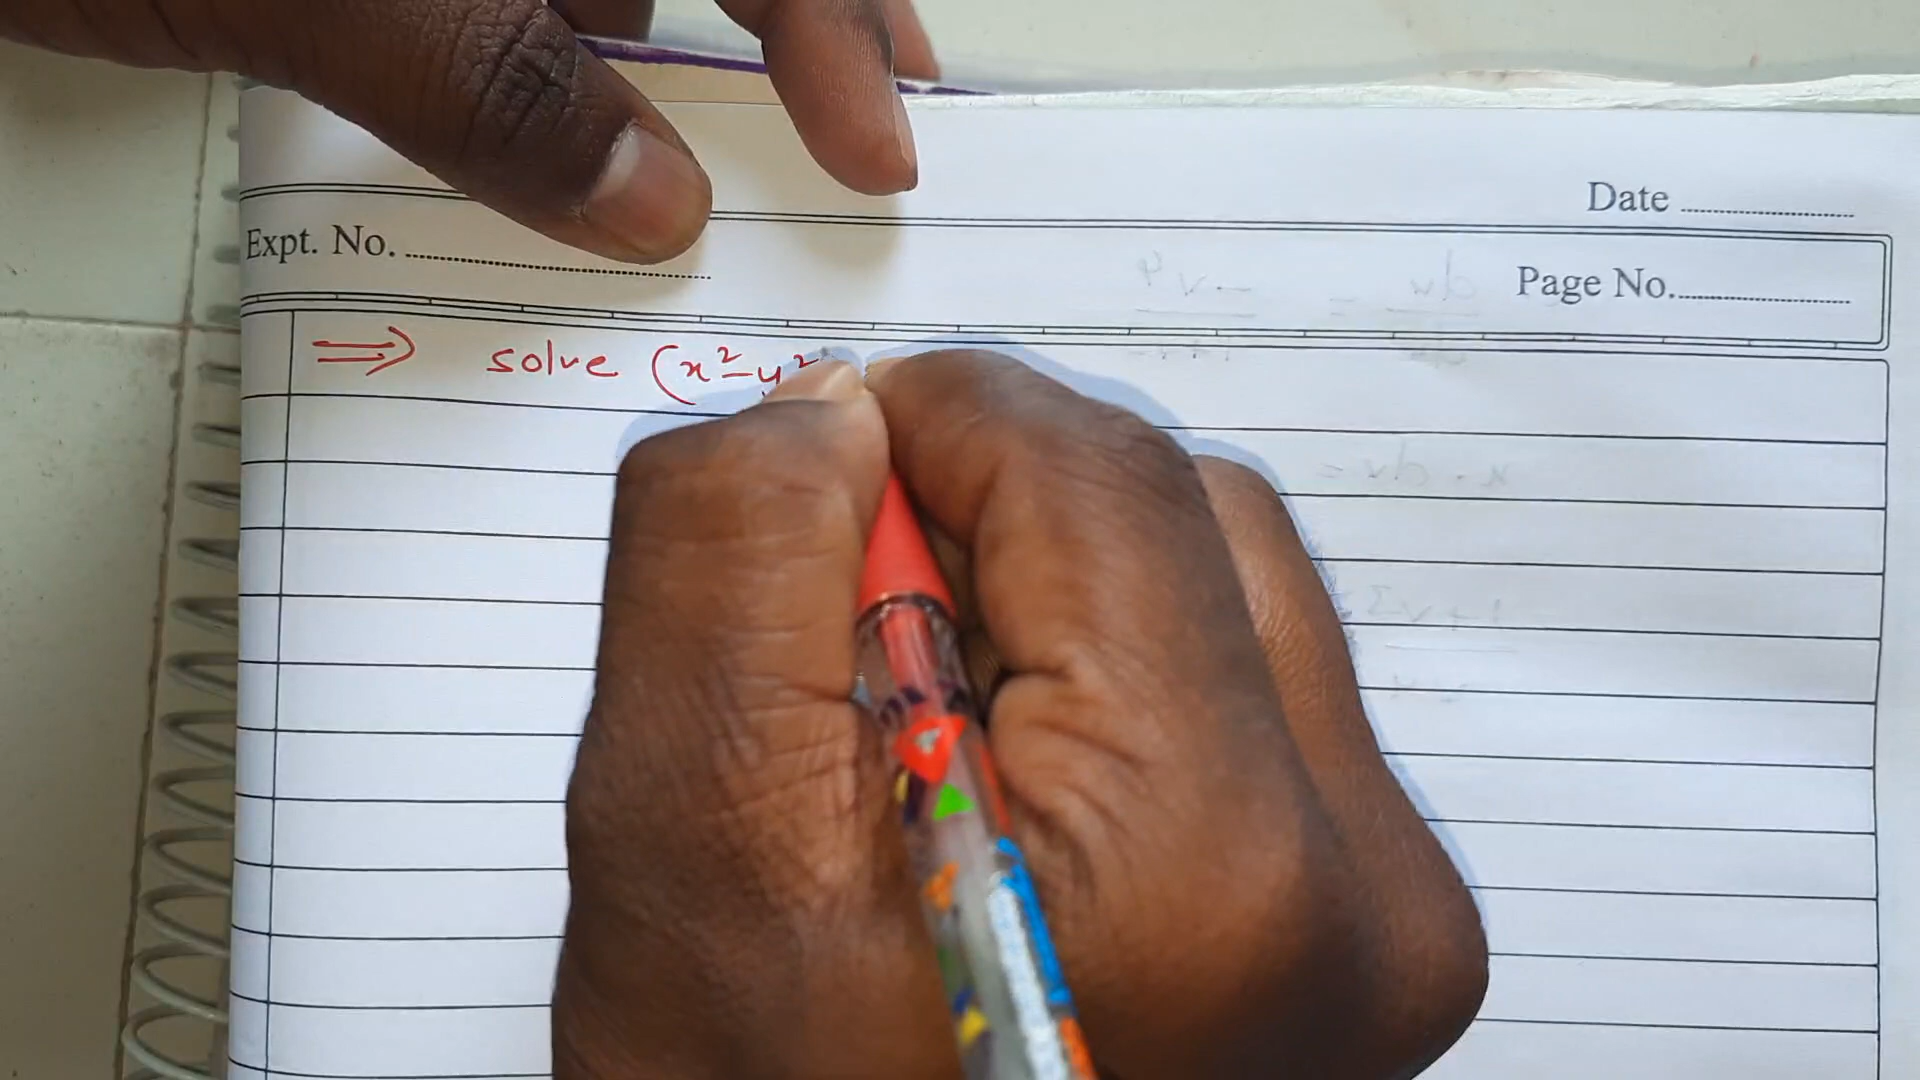 Date
Expt. No.
Page No.
⇒ solve (x²-y²